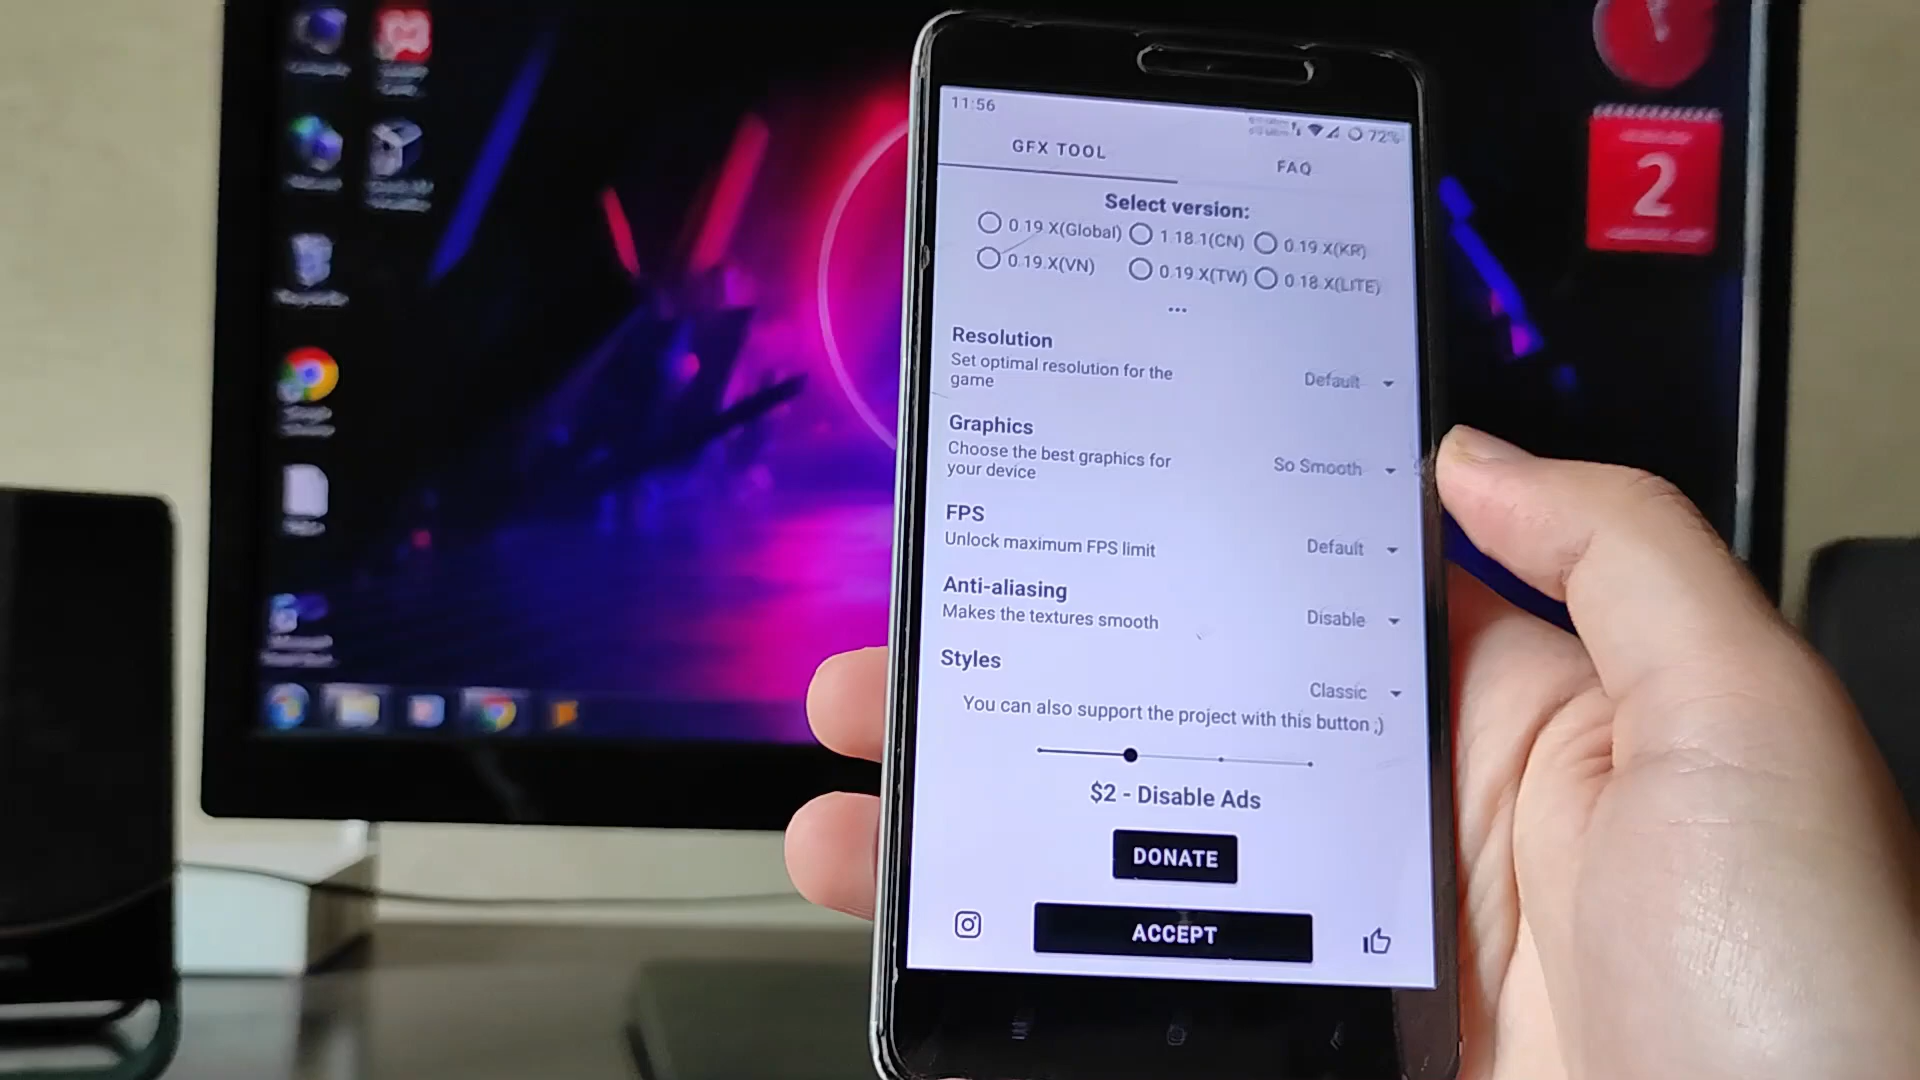 11:56
72%
GFX TOOL
FAQ
Select version:
0.19.X(Global)
1.18.1(CN)
0.19.X(KR)
0.19.X(VN)
0.19.X(TW)
0.18.X(LITE)
...
Resolution
Set optimal resolution for the
game
Default
Graphics
Choose the best graphics for
your device
So Smooth
FPS
Unlock maximum FPS limit
Default
Anti-aliasing
Makes the textures smooth
Disable
Styles
Classic
You can also support the project with this button ;)
$2 - Disable Ads
DONATE
ACCEPT
2